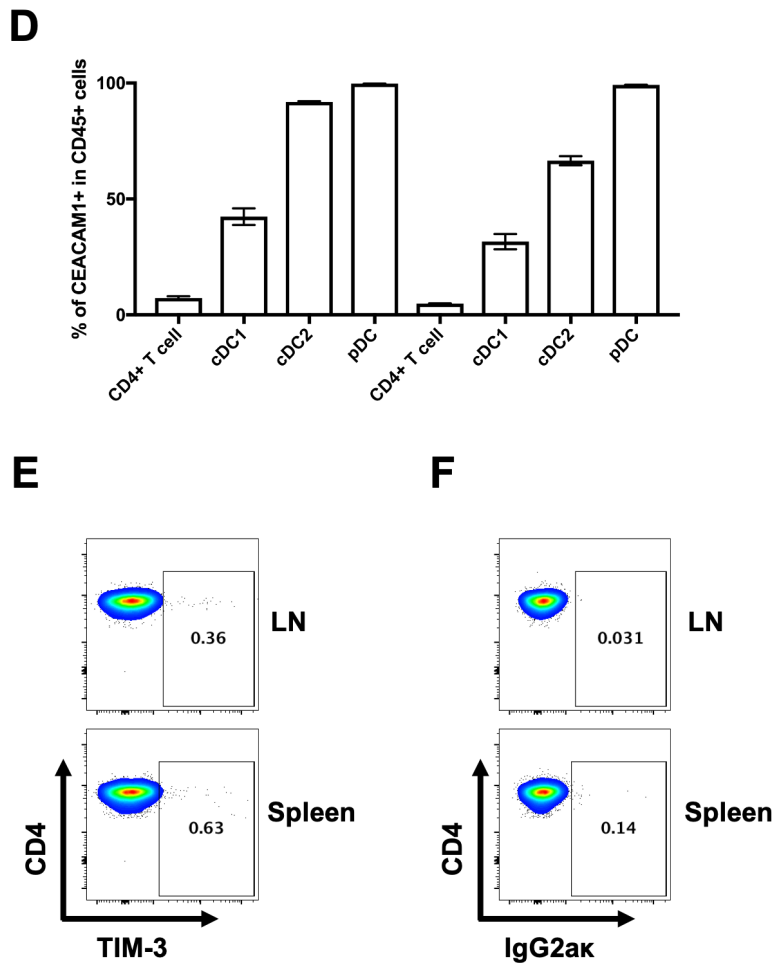 D
% of CEACAM1+ in CD45+ cells
100
50
0
CD4+ T cell
cDC1
cDC2
pDC
CD4+ T cell
cDC1
cDC2
pDC
E
0.36
LN
0.63
Spleen
CD4
TIM-3
F
0.031
LN
0.14
Spleen
CD4
IgG2aκ